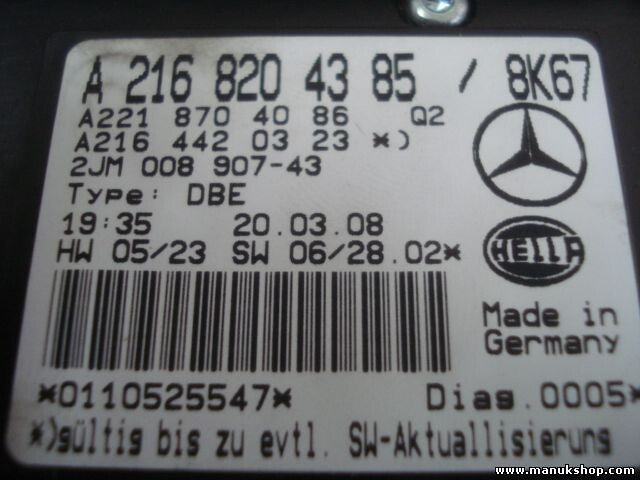 A 216 820 43 85 / 8K67
A221 870 40 86 Q2
A216 442 03 23 *)
2JM 008 907-43
Type: DBE
19:35 20.03.08
HW 05/23 SW 06/28.02*
HELLA
Made in
Germany
*0110525547* Diag.0005*
*)gültig bis zu evtl. SW-Aktuallisierung
www.manukshop.com